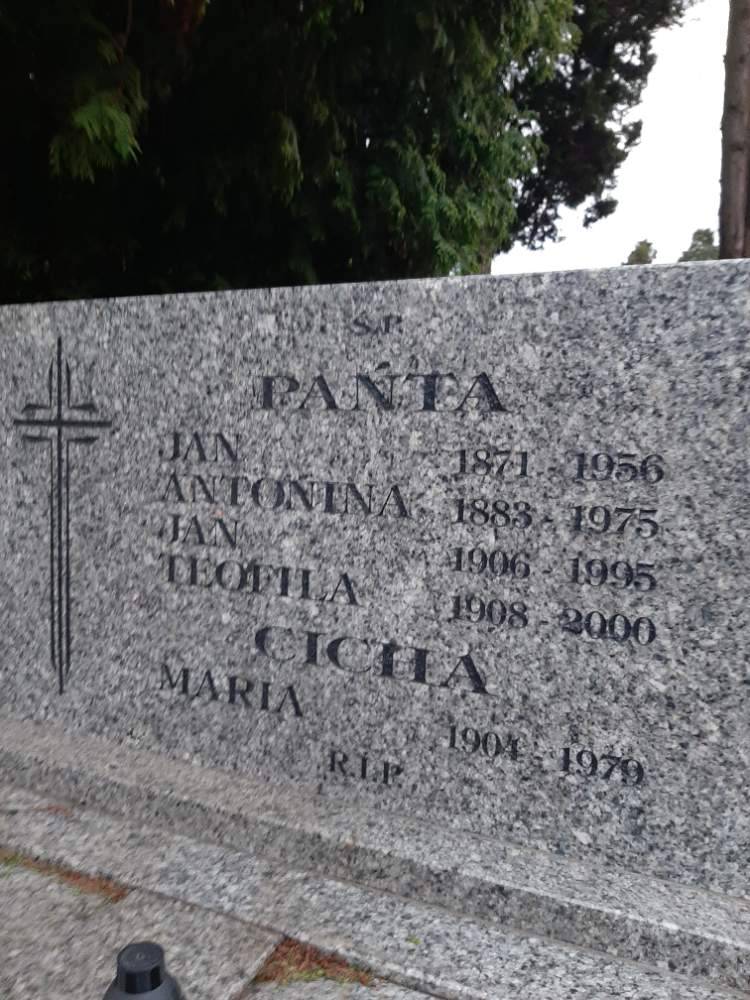 Ś.P.
PAŃTA
JAN 1871 - 1956
ANTONINA 1883 - 1975
JAN 1906 - 1995
TEOFILA 1908 - 2000
CICHA
MARIA 1904 - 1979
R.I.P.